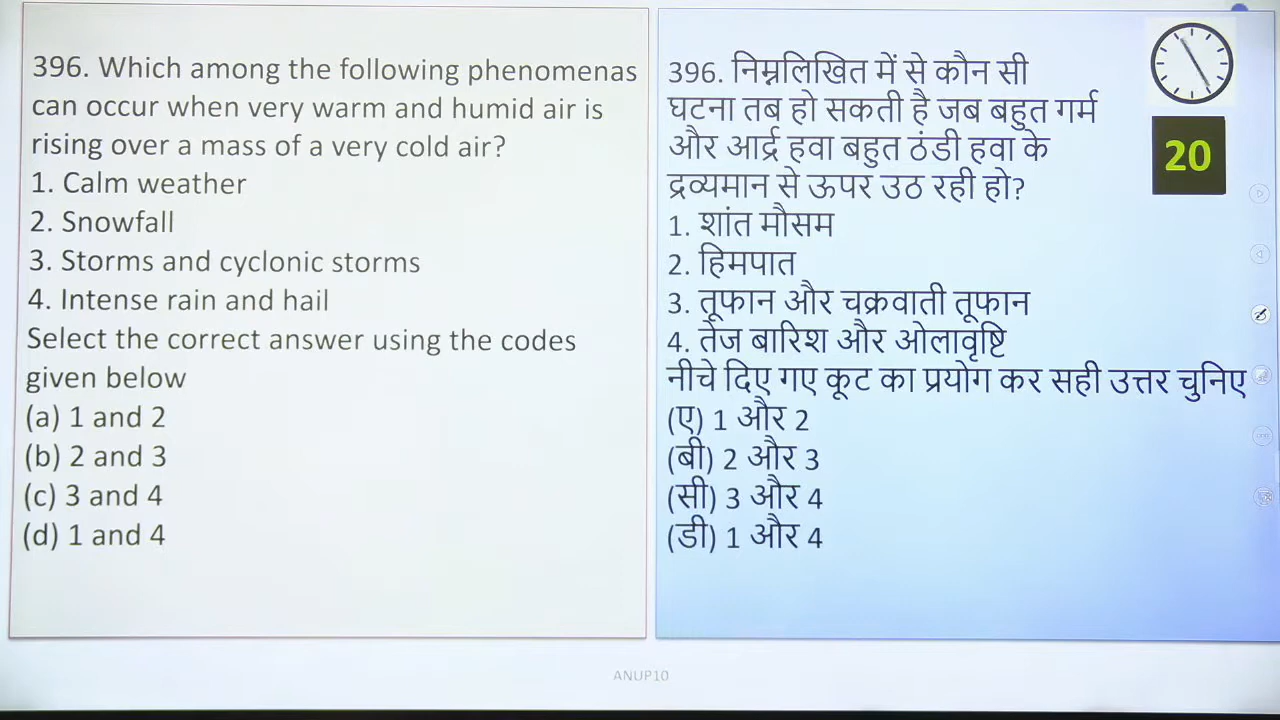 396. Which among the following phenomenas
can occur when very warm and humid air is
rising over a mass of a very cold air?
1. Calm weather
2. Snowfall
3. Storms and cyclonic storms
4. Intense rain and hail
Select the correct answer using the codes
given below
(a) 1 and 2
(b) 2 and 3
(c) 3 and 4
(d) 1 and 4
396. निम्नलिखित में से कौन सी
घटना तब हो सकती है जब बहुत गर्म
और आर्द्र हवा बहुत ठंडी हवा के
द्रव्यमान से ऊपर उठ रही हो?
1. शांत मौसम
2. हिमपात
3. तूफान और चक्रवाती तूफान
4. तेज बारिश और ओलावृष्टि
नीचे दिए गए कूट का प्रयोग कर सही उत्तर चुनिए
(ए) 1 और 2
(बी) 2 और 3
(सी) 3 और 4
(डी) 1 और 4
20
ANUP10